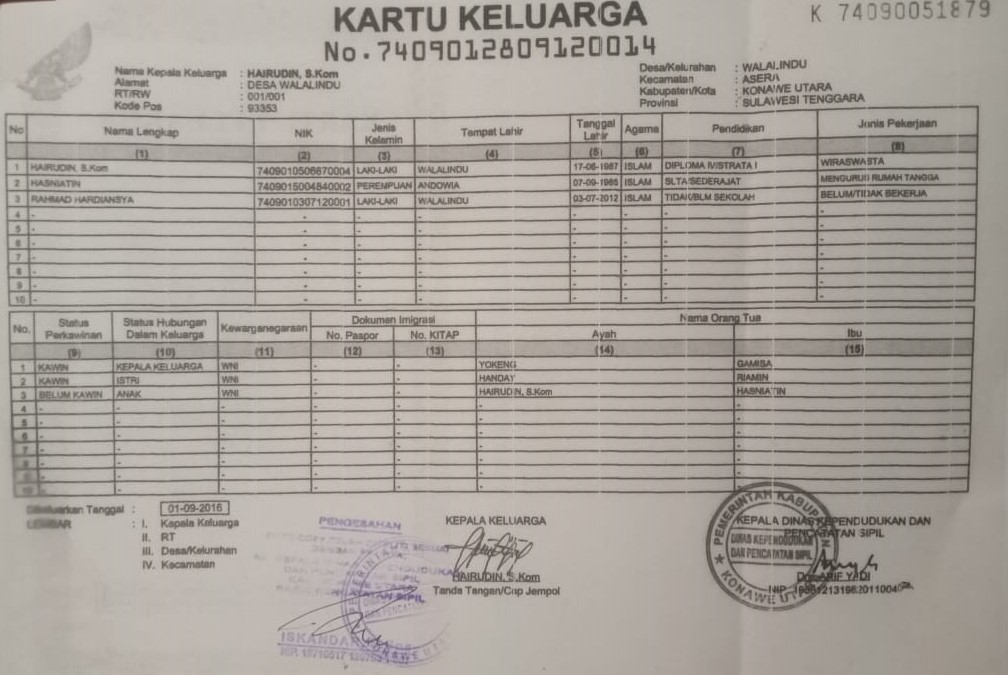 KARTU KELUARGA
K 74090051879
No. 7409012809120014
Nama Kepala Keluarga : HAIRUDIN, S.Kom
Alamat : DESA WALALINDU
RT/RW : 001/001
Kode Pos : 93353
Desa/Kelurahan : WALALINDU
Kecamatan : ASERA
Kabupaten/Kota : KONAWE UTARA
Provinsi : SULAWESI TENGGARA
No Nama Lengkap NIK Jenis Kelamin Tempat Lahir Tanggal Lahir Agama Pendidikan Jenis Pekerjaan
(1) (2) (3) (4) (5) (6) (7) (8)
1 HAIRUDIN, S.Kom 7409010506870004 LAKI-LAKI WALALINDU 17-06-1987 ISLAM DIPLOMA IV/STRATA I WIRASWASTA
2 HASNIATIN 7409015004840002 PEREMPUAN ANDOWIA 07-09-1985 ISLAM SLTA/SEDERAJAT MENGURUS RUMAH TANGGA
3 RAHMAD HARDIANSYA 7409010307120001 LAKI-LAKI WALALINDU 03-07-2012 ISLAM TIDAK/BLM SEKOLAH BELUM/TIDAK BEKERJA
4 - - - - - - - -
5 - - - - - - - -
6 - - - - - - - -
7 - - - - - - - -
8 - - - - - - - -
9 - - - - - - - -
10 - - - - - - - -
No. Status Perkawinan Status Hubungan Dalam Keluarga Kewarganegaraan Dokumen Imigrasi Nama Orang Tua
No. Paspor No. KITAP Ayah Ibu
(9) (10) (11) (12) (13) (14) (15)
1 KAWIN KEPALA KELUARGA WNI - - YOKENG GAMISA
2 KAWIN ISTRI WNI - - HANDAY RIAMIN
3 BELUM KAWIN ANAK WNI - - HAIRUDIN, S.Kom HASNIATIN
4 - - - - - - -
5 - - - - - - -
6 - - - - - - -
7 - - - - - - -
8 - - - - - - -
9 - - - - - - -
10 - - - - - - -
Dikeluarkan Tanggal : 01-09-2016
LEMBAR : I. Kepala Keluarga
II. RT
III. Desa/Kelurahan
IV. Kecamatan
PENGESAHAN
ISKANDAR
KEPALA KELUARGA
HAIRUDIN, S.Kom
Tanda Tangan/Cap Jempol
KEPALA DINAS KEPENDUDUKAN DAN
PENCATATAN SIPIL
PEMERINTAH KABUPATEN
DINAS KEPENDUDUKAN
DAN PENCATATAN SIPIL
KONAWE UTARA
ARIF YADI
NIP.